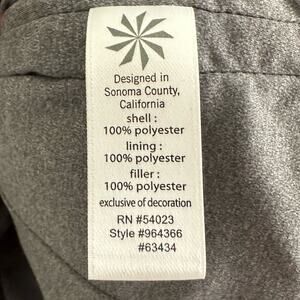 Designed in
Sonoma County,
California
shell :
100% polyester
lining :
100% polyester
filler :
100% polyester
exclusive of decoration
RN #54023
Style #964366
#63434